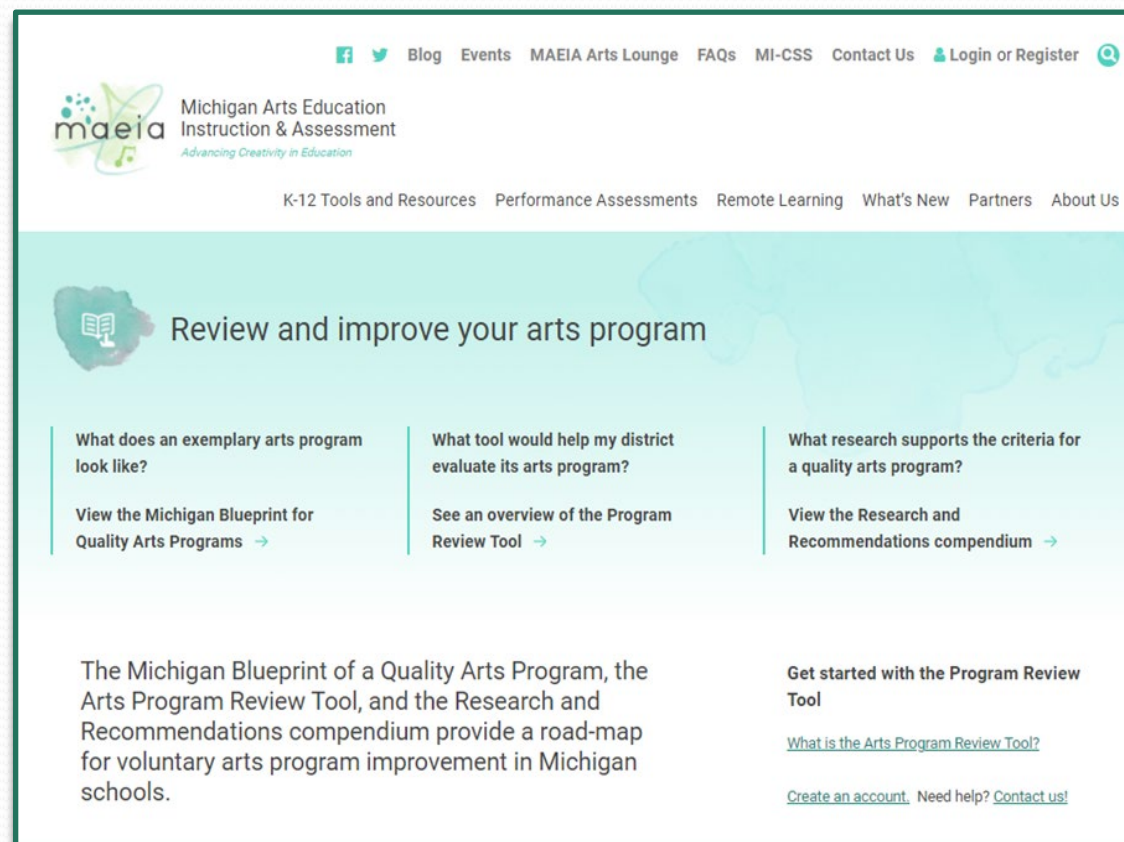 Blog Events MAEIA Arts Lounge FAQs MI-CSS Contact Us Login or Register
maeia
Michigan Arts Education
Instruction & Assessment
Advancing Creativity in Education
K-12 Tools and Resources Performance Assessments Remote Learning What's New Partners About Us
Review and improve your arts program
What does an exemplary arts program
look like?
View the Michigan Blueprint for
Quality Arts Programs →
What tool would help my district
evaluate its arts program?
See an overview of the Program
Review Tool →
What research supports the criteria for
a quality arts program?
View the Research and
Recommendations compendium →
The Michigan Blueprint of a Quality Arts Program, the
Arts Program Review Tool, and the Research and
Recommendations compendium provide a road-map
for voluntary arts program improvement in Michigan
schools.
Get started with the Program Review
Tool
What is the Arts Program Review Tool?
Create an account. Need help? Contact us!